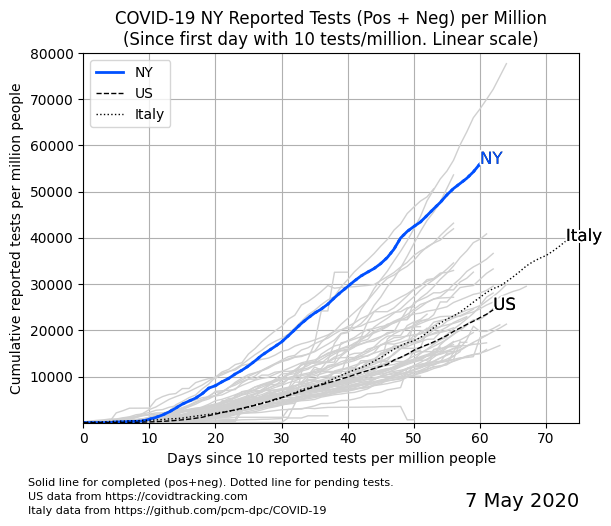 COVID-19 NY Reported Tests (Pos + Neg) per Million
(Since first day with 10 tests/million. Linear scale)
Cumulative reported tests per million people
80000
70000
60000
50000
40000
30000
20000
10000
NY
US
Italy
NY
Italy
US
0 10 20 30 40 50 60 70
Days since 10 reported tests per million people
Solid line for completed (pos+neg). Dotted line for pending tests.
US data from https://covidtracking.com
Italy data from https://github.com/pcm-dpc/COVID-19
7 May 2020